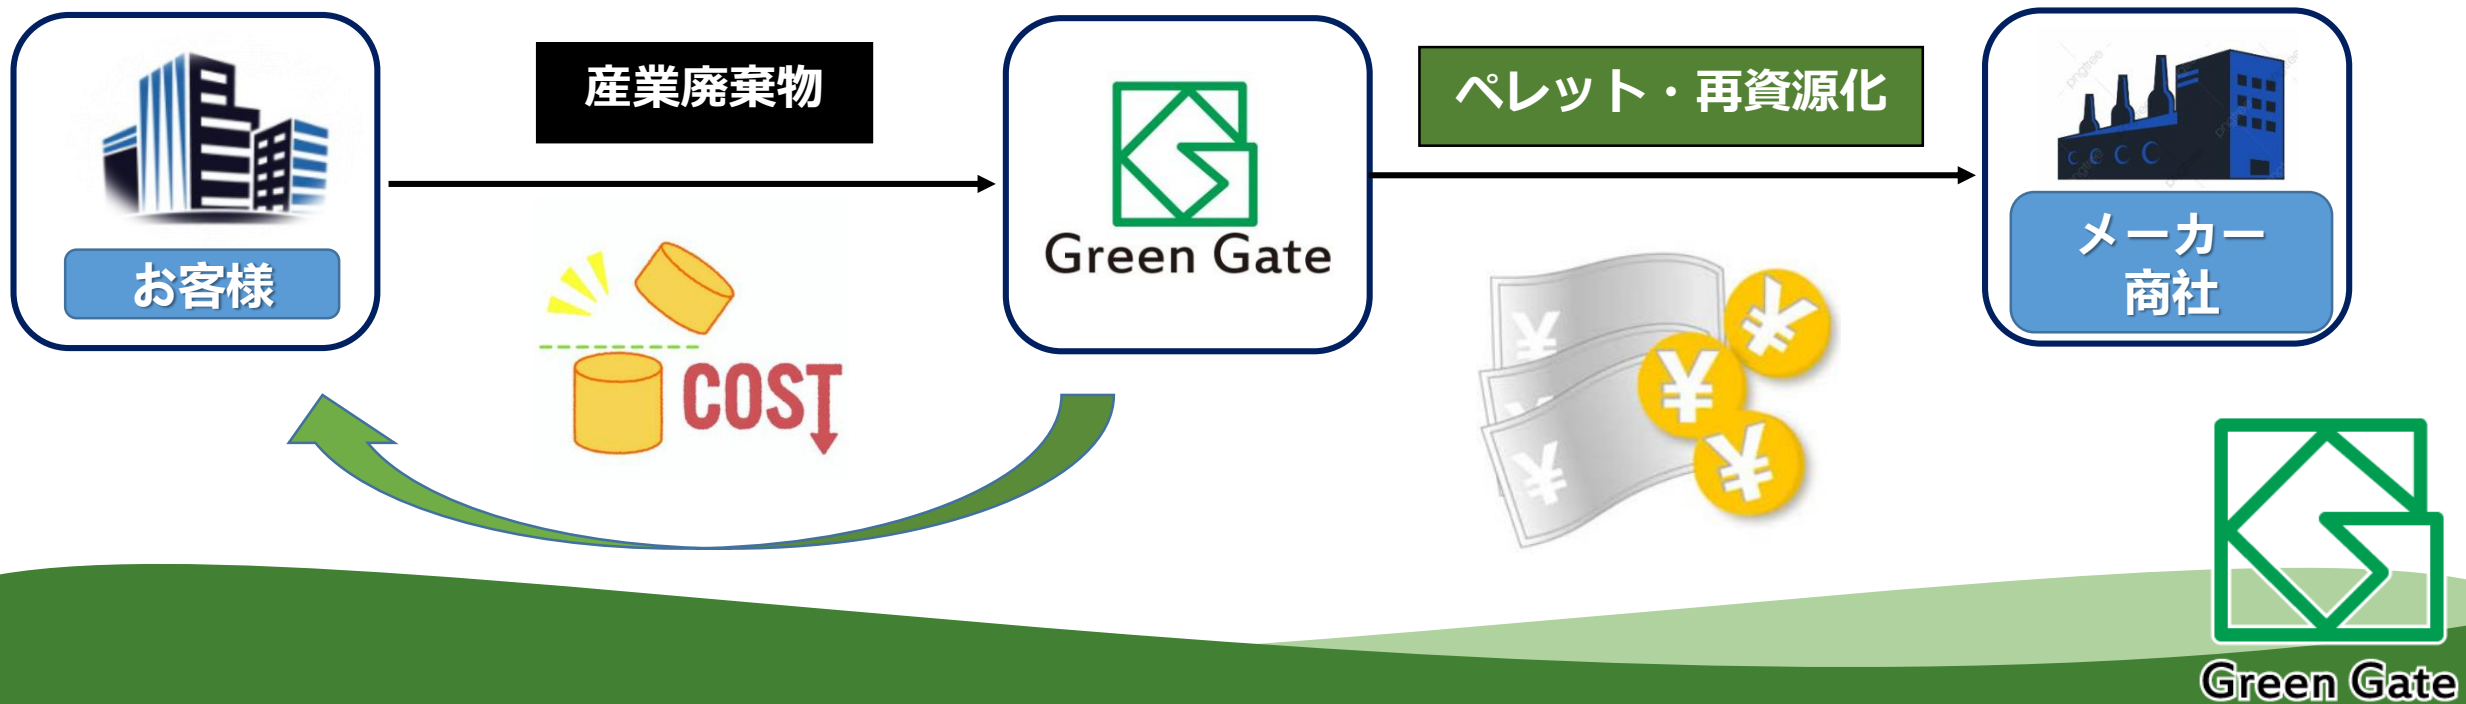 産業廃棄物
ペレット・再資源化
お客様
Green Gate
メーカー
商社
COST
¥
¥
¥
¥
¥
Green Gate